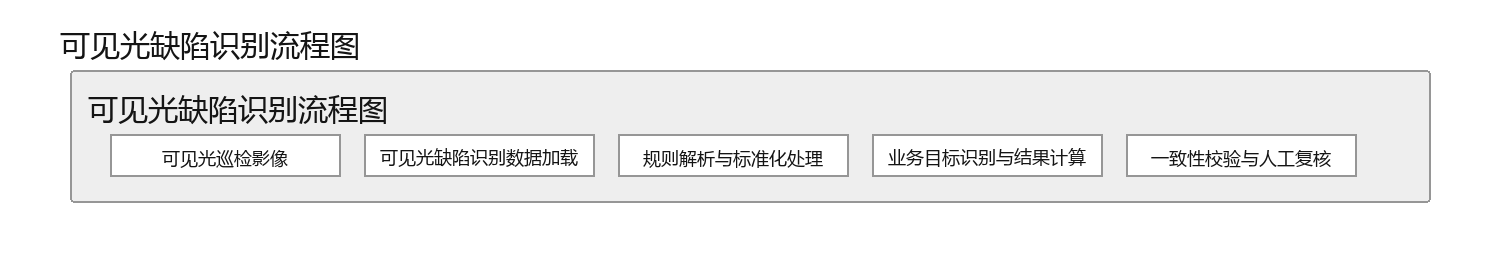 可见光缺陷识别流程图
可见光缺陷识别流程图
可见光巡检影像
可见光缺陷识别数据加载
规则解析与标准化处理
业务目标识别与结果计算
一致性校验与人工复核